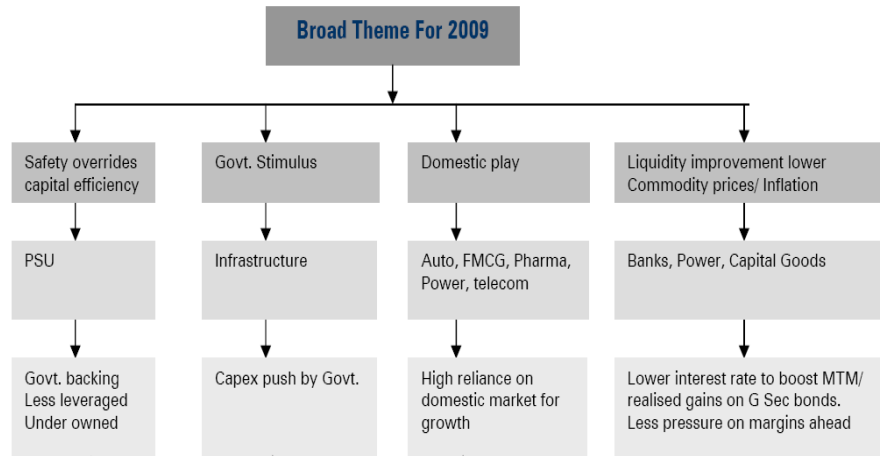 Broad Theme For 2009
Safety overrides
capital efficiency
Govt. Stimulus
Domestic play
Liquidity improvement lower
Commodity prices/ Inflation
PSU
Infrastructure
Auto, FMCG, Pharma,
Power, telecom
Banks, Power, Capital Goods
Govt. backing
Less leveraged
Under owned
Capex push by Govt.
High reliance on
domestic market for
growth
Lower interest rate to boost MTM/
realised gains on G Sec bonds.
Less pressure on margins ahead